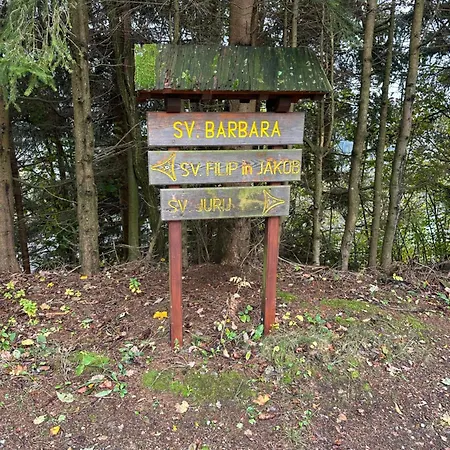 SV. BARBARA
SV. FILIP in JAKOB
SV. JURIJ